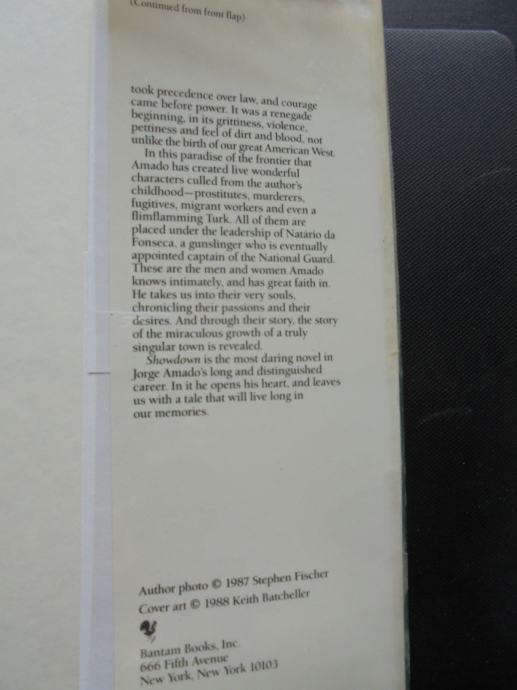 (Continued from front flap)
took precedence over law, and courage
came before power. It was a renegade
beginning, in its grittiness, violence,
pettiness and feel of dirt and blood, not
unlike the birth of our great American West.
In this paradise of the frontier that
Amado has created live wonderful
characters culled from the author's
childhood—prostitutes, murderers,
fugitives, migrant workers and even a
flimflamming Turk. All of them are
placed under the leadership of Natário da
Fonseca, a gunslinger who is eventually
appointed captain of the National Guard.
These are the men and women Amado
knows intimately, and has great faith in.
He takes us into their very souls,
chronicling their passions and their
desires. And through their story, the story
of the miraculous growth of a truly
singular town is revealed.
Showdown is the most daring novel in
Jorge Amado's long and distinguished
career. In it he opens his heart, and leaves
us with a tale that will live long in
our memories.
Author photo © 1987 Stephen Fischer
Cover art © 1988 Keith Batcheller
Bantam Books, Inc.
666 Fifth Avenue
New York, New York 10103